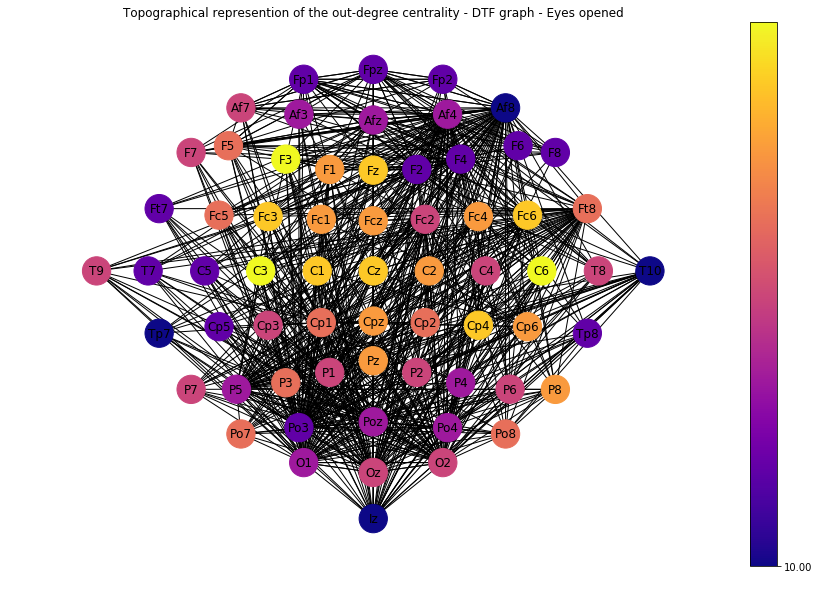 Topographical represention of the out-degree centrality - DTF graph - Eyes opened
Fpz
Fp1 Fp2
Af7 Af3 Afz Af4 Af8
F7 F5 F3 F1 Fz F2 F4 F6 F8
Ft7 Fc5 Fc3 Fc1 Fcz Fc2 Fc4 Fc6 Ft8
T9 T7 C5 C3 C1 Cz C2 C4 C6 T8 T10
Tp7 Cp5 Cp3 Cp1 Cpz Cp2 Cp4 Cp6 Tp8
P7 P5 P3 P1 Pz P2 P4 P6 P8
Po7 Po3 Poz Po4 Po8
O1 Oz O2
Iz
10.00